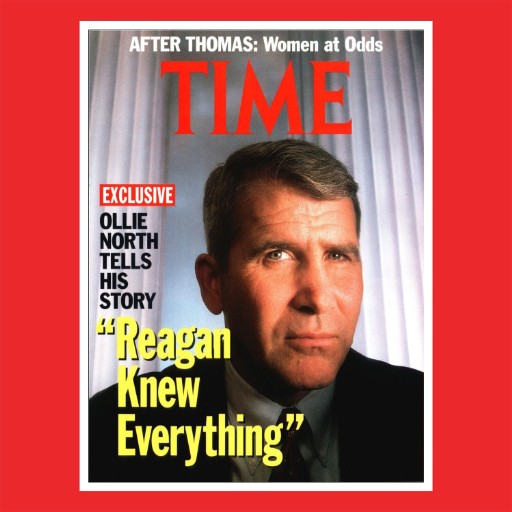 AFTER THOMAS: Women at Odds
TIME
EXCLUSIVE
OLLIE
NORTH
TELLS
HIS
STORY
“Reagan
Knew
Everything”